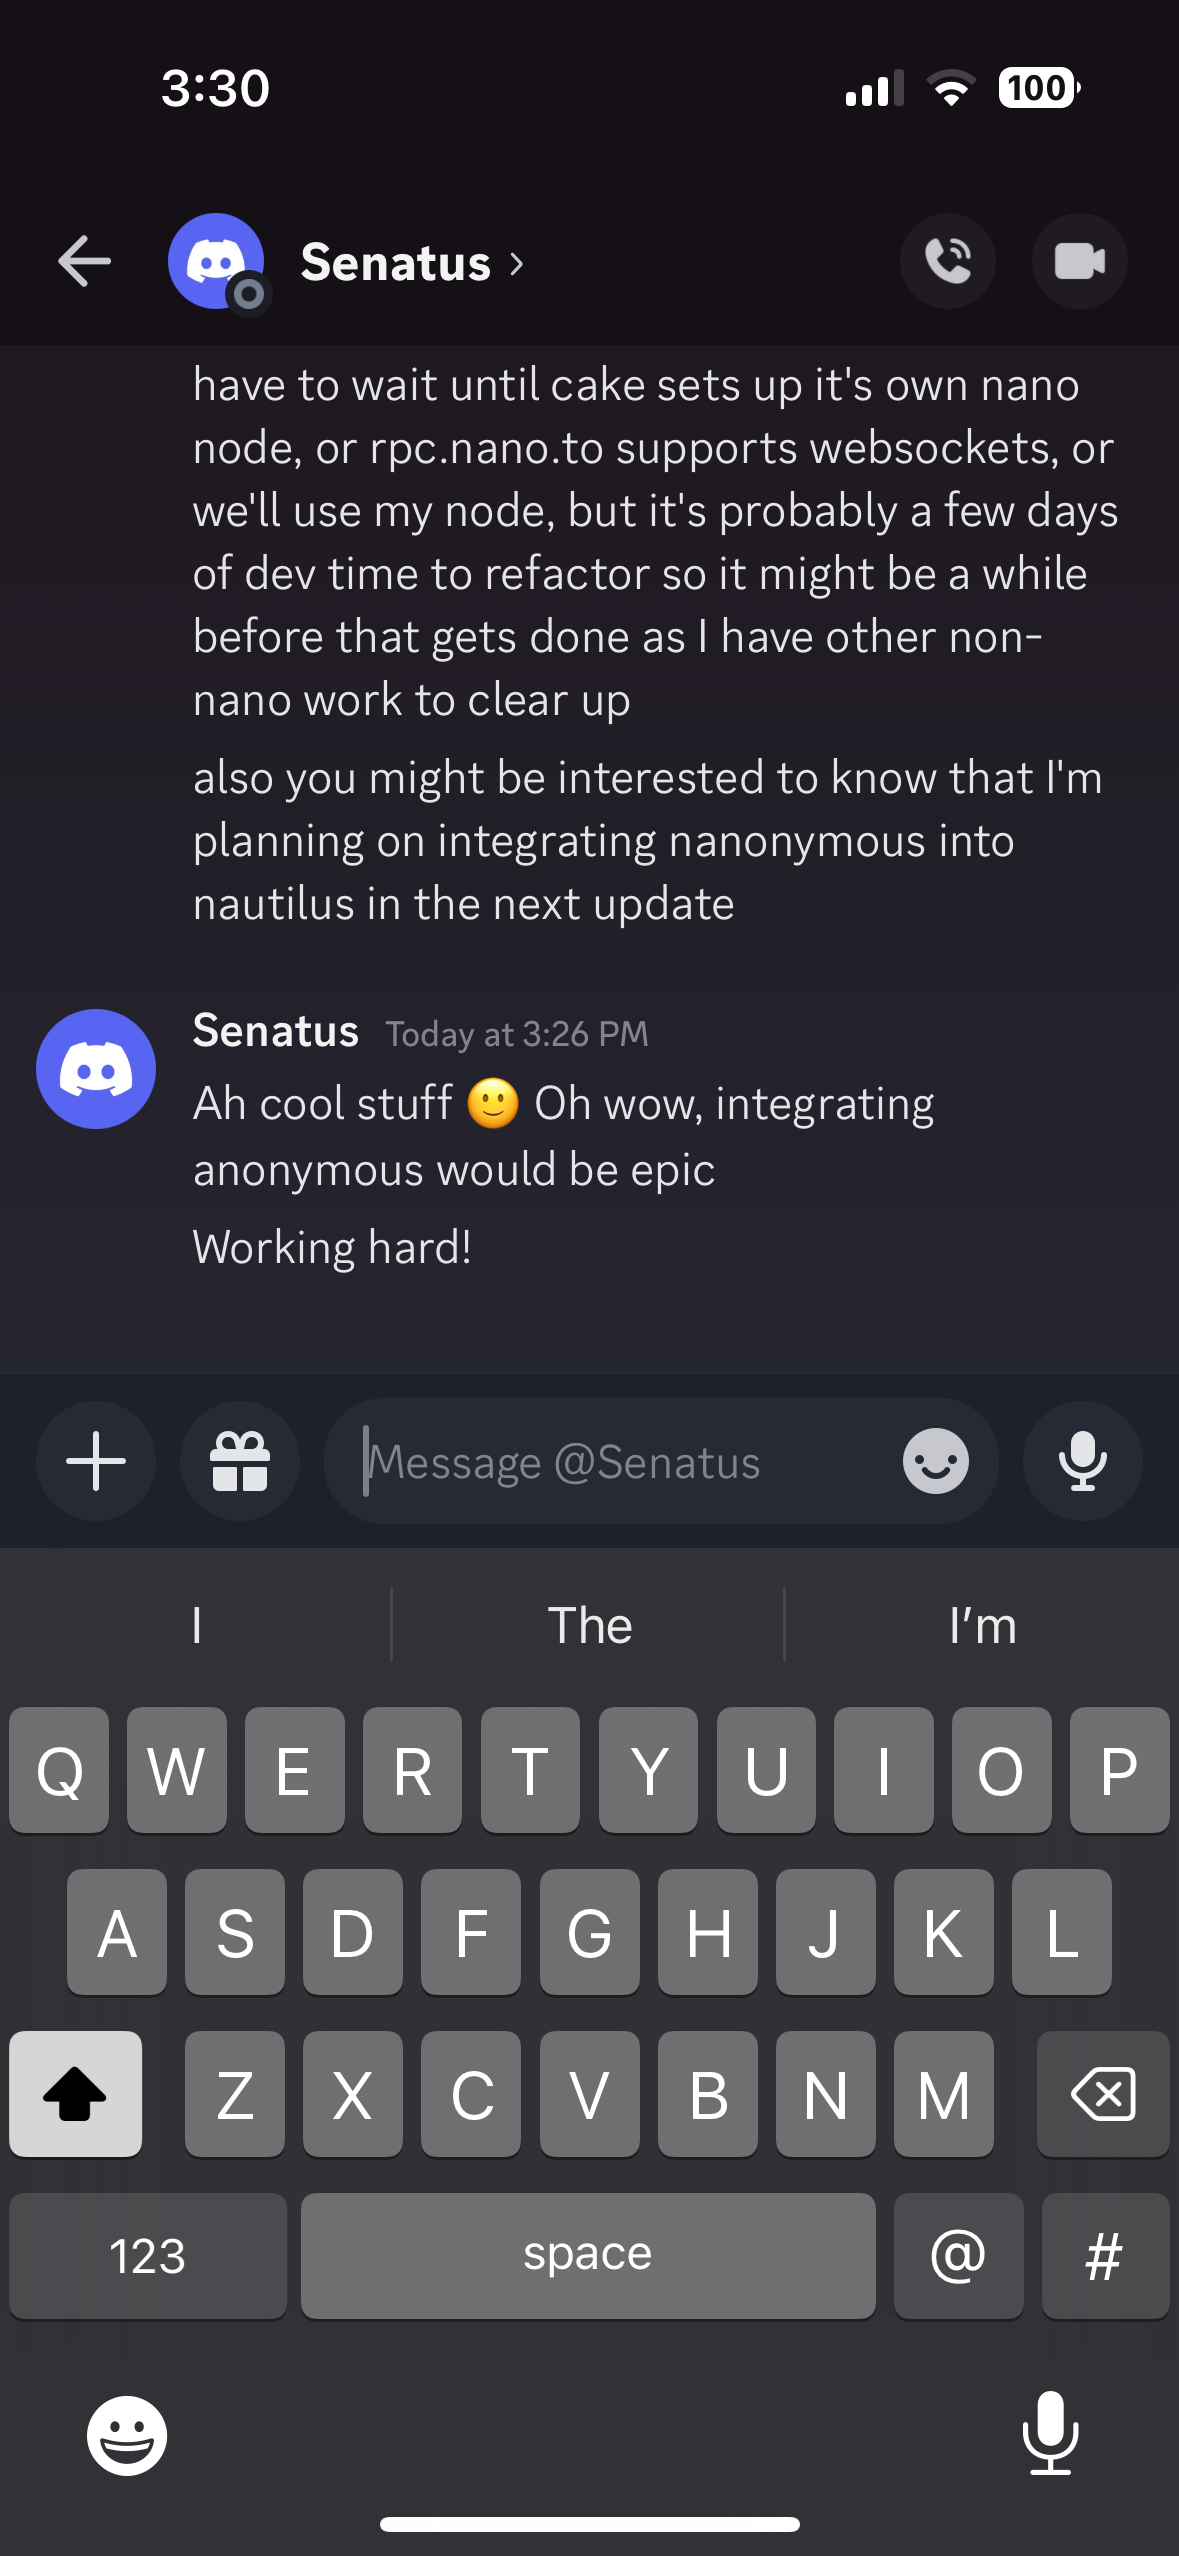 3:30
100
Senatus
have to wait until cake sets up it's own nano
node, or rpc.nano.to supports websockets, or
we'll use my node, but it's probably a few days
of dev time to refactor so it might be a while
before that gets done as I have other non-
nano work to clear up
also you might be interested to know that I'm
planning on integrating nanonymous into
nautilus in the next update
Senatus Today at 3:26 PM
Ah cool stuff 🙂 Oh wow, integrating
anonymous would be epic
Working hard!
Message @Senatus
I The I'm
Q W E R T Y U I O P
A S D F G H J K L
Z X C V B N M
123 space @ #